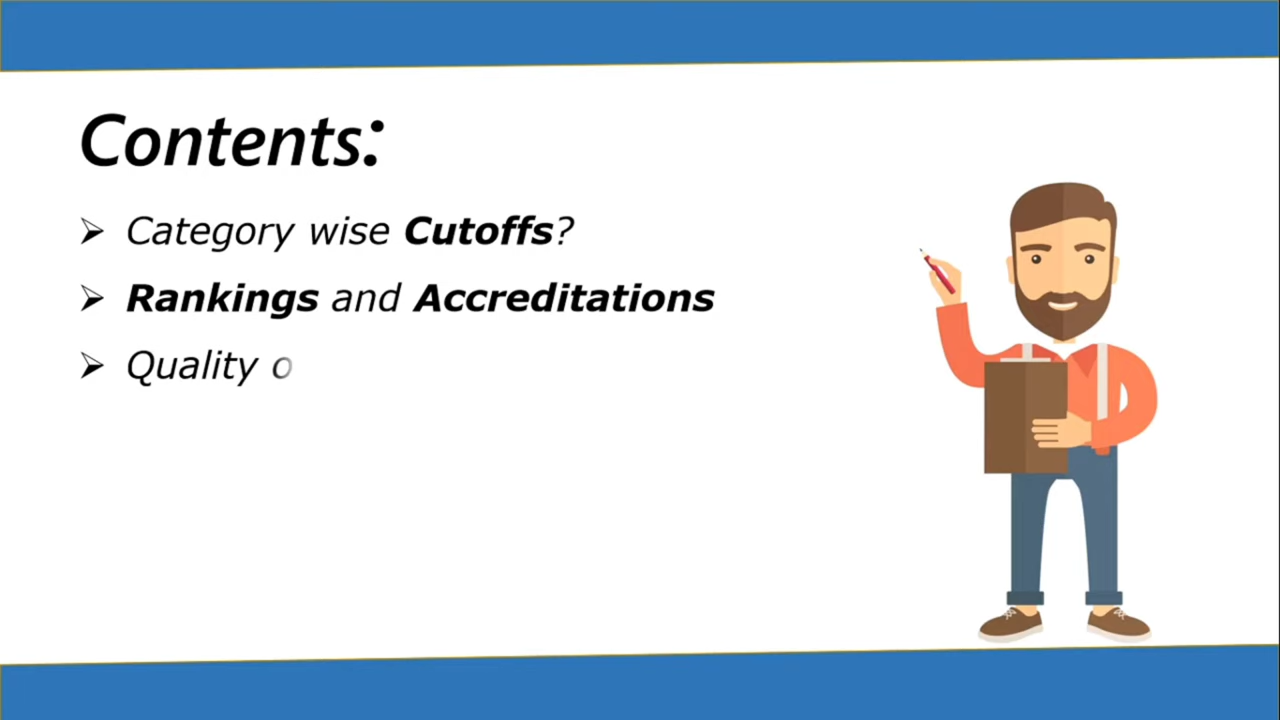 Contents:
➢ Category wise Cutoffs?
➢ Rankings and Accreditations
➢ Quality o